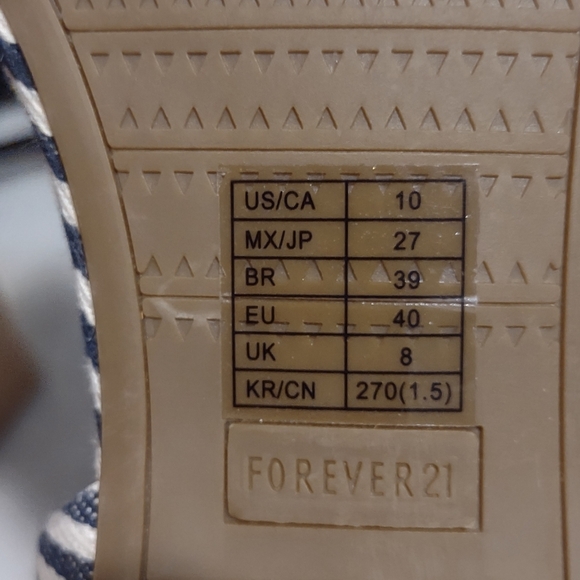 US/CA 10
MX/JP 27
BR 39
EU 40
UK 8
KR/CN 270(1.5)
FOREVER 21